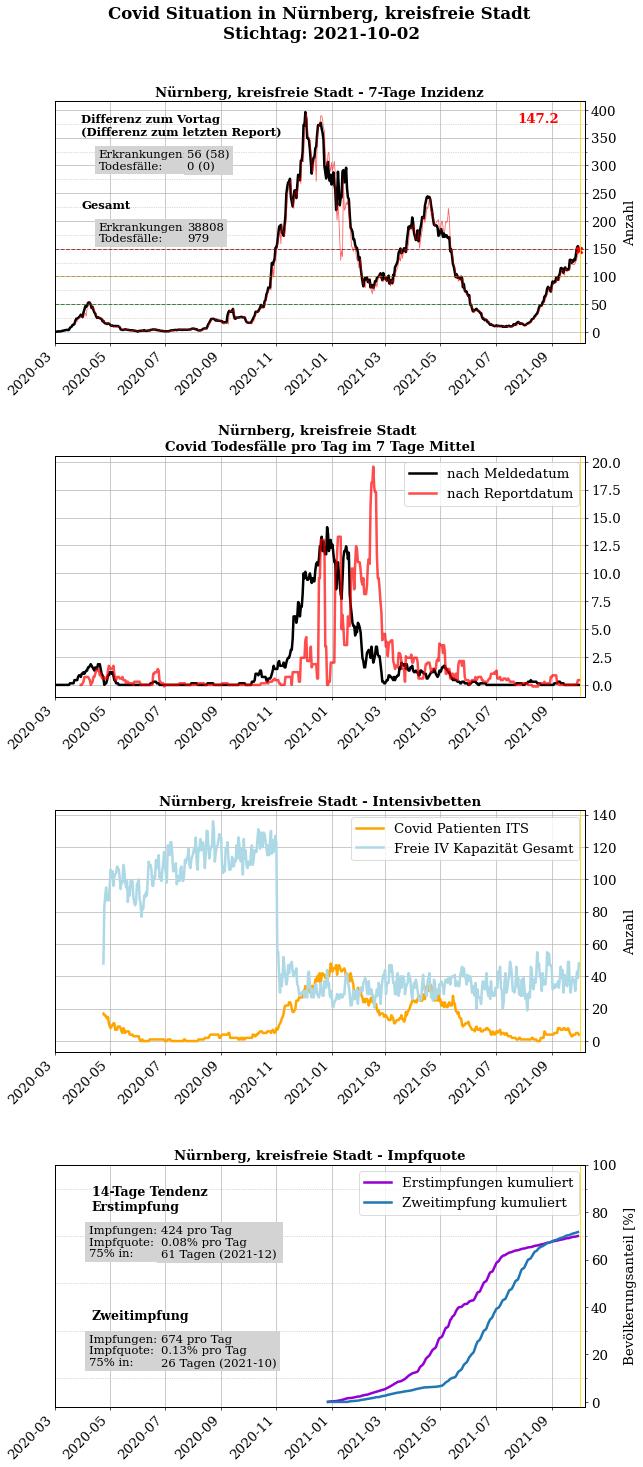 Covid Situation in Nürnberg, kreisfreie Stadt
Stichtag: 2021-10-02
Nürnberg, kreisfreie Stadt - 7-Tage Inzidenz
Differenz zum Vortag
(Differenz zum letzten Report)
Erkrankungen 56 (58)
Todesfälle: 0 (0)
Gesamt
Erkrankungen 38808
Todesfälle: 979
147.2
400
350
300
250
200
150
100
50
0
Anzahl
2020-03 2020-05 2020-07 2020-09 2020-11 2021-01 2021-03 2021-05 2021-07 2021-09
Nürnberg, kreisfreie Stadt
Covid Todesfälle pro Tag im 7 Tage Mittel
nach Meldedatum
nach Reportdatum
20.0
17.5
15.0
12.5
10.0
7.5
5.0
2.5
0.0
2020-03 2020-05 2020-07 2020-09 2020-11 2021-01 2021-03 2021-05 2021-07 2021-09
Nürnberg, kreisfreie Stadt - Intensivbetten
Covid Patienten ITS
Freie IV Kapazität Gesamt
140
120
100
80
60
40
20
0
Anzahl
2020-03 2020-05 2020-07 2020-09 2020-11 2021-01 2021-03 2021-05 2021-07 2021-09
Nürnberg, kreisfreie Stadt - Impfquote
14-Tage Tendenz
Erstimpfung
Impfungen: 424 pro Tag
Impfquote: 0.08% pro Tag
75% in: 61 Tagen (2021-12)
Zweitimpfung
Impfungen: 674 pro Tag
Impfquote: 0.13% pro Tag
75% in: 26 Tagen (2021-10)
Erstimpfungen kumuliert
Zweitimpfung kumuliert
100
80
60
40
20
0
Bevölkerungsanteil [%]
2020-03 2020-05 2020-07 2020-09 2020-11 2021-01 2021-03 2021-05 2021-07 2021-09